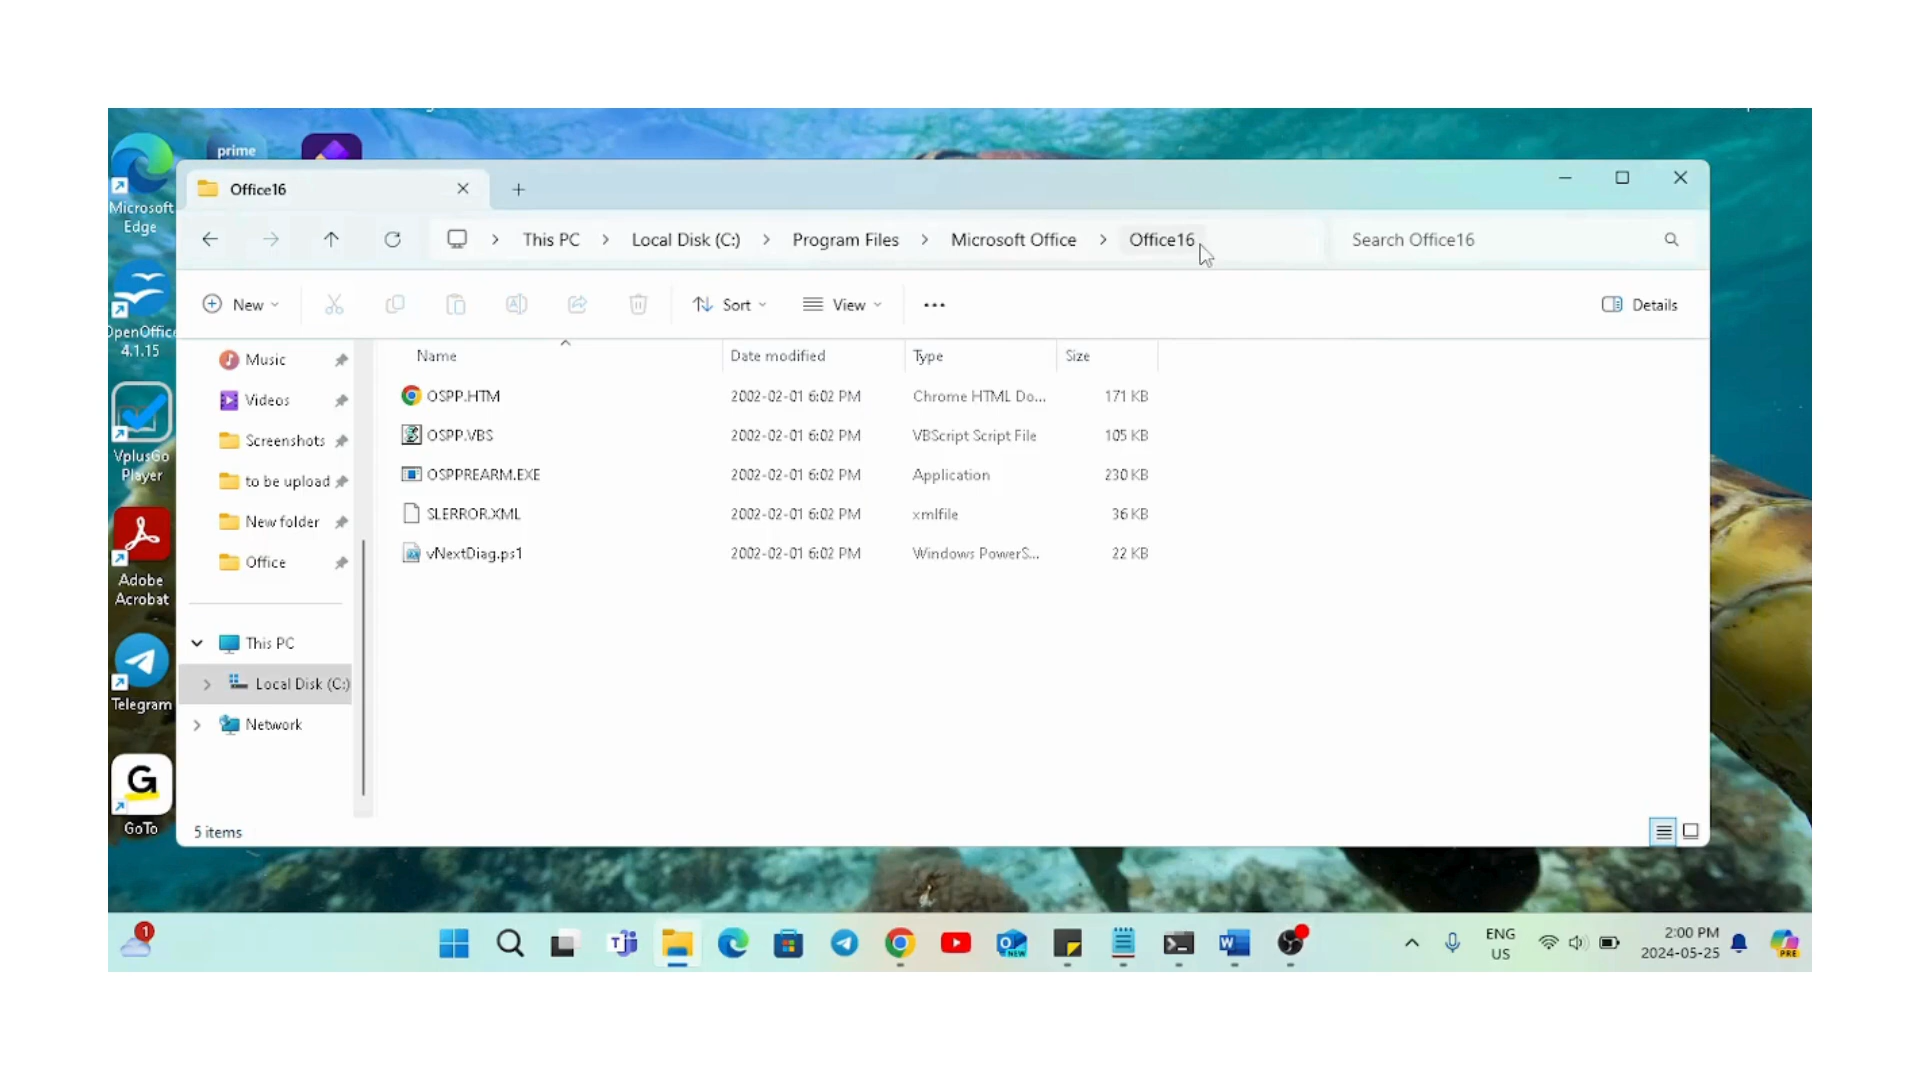 prime
Microsoft
Edge
OpenOffice
4.1.15
VplusGo
Player
Adobe
Acrobat
Telegram
G
GoTo
Office16
This PC > Local Disk (C:) > Program Files > Microsoft Office > Office16
Search Office16
New
Sort
View
Details
Music
Videos
Screenshots
to be upload
New folder
Office
This PC
Local Disk (C:)
Network
Name Date modified Type Size
OSPP.HTM 2002-02-01 6:02 PM Chrome HTML Do... 171 KB
OSPP.VBS 2002-02-01 6:02 PM VBScript Script File 105 KB
OSPPREARM.EXE 2002-02-01 6:02 PM Application 230 KB
SLERROR.XML 2002-02-01 6:02 PM xmlfile 36 KB
vNextDiag.ps1 2002-02-01 6:02 PM Windows PowerS... 22 KB
5 items
1
NEW
ENG
US
2:00 PM
2024-05-25
PRE